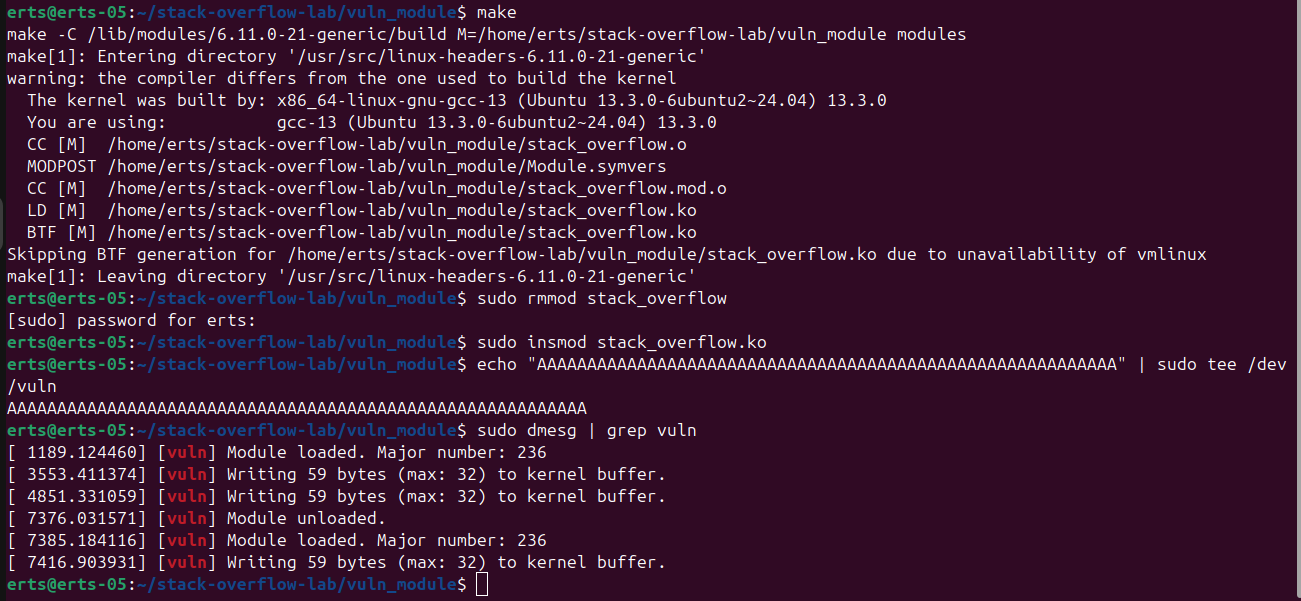 erts@erts-05:~/stack-overflow-lab/vuln_module$ make
make -C /lib/modules/6.11.0-21-generic/build M=/home/erts/stack-overflow-lab/vuln_module modules
make[1]: Entering directory '/usr/src/linux-headers-6.11.0-21-generic'
warning: the compiler differs from the one used to build the kernel
  The kernel was built by: x86_64-linux-gnu-gcc-13 (Ubuntu 13.3.0-6ubuntu2~24.04) 13.3.0
  You are using:           gcc-13 (Ubuntu 13.3.0-6ubuntu2~24.04) 13.3.0
  CC [M]  /home/erts/stack-overflow-lab/vuln_module/stack_overflow.o
  MODPOST /home/erts/stack-overflow-lab/vuln_module/Module.symvers
  CC [M]  /home/erts/stack-overflow-lab/vuln_module/stack_overflow.mod.o
  LD [M]  /home/erts/stack-overflow-lab/vuln_module/stack_overflow.ko
  BTF [M] /home/erts/stack-overflow-lab/vuln_module/stack_overflow.ko
Skipping BTF generation for /home/erts/stack-overflow-lab/vuln_module/stack_overflow.ko due to unavailability of vmlinux
make[1]: Leaving directory '/usr/src/linux-headers-6.11.0-21-generic'
erts@erts-05:~/stack-overflow-lab/vuln_module$ sudo rmmod stack_overflow
[sudo] password for erts:
erts@erts-05:~/stack-overflow-lab/vuln_module$ sudo insmod stack_overflow.ko
erts@erts-05:~/stack-overflow-lab/vuln_module$ echo "AAAAAAAAAAAAAAAAAAAAAAAAAAAAAAAAAAAAAAAAAAAAAAAAAAAAAAAAAA" | sudo tee /dev
/vuln
AAAAAAAAAAAAAAAAAAAAAAAAAAAAAAAAAAAAAAAAAAAAAAAAAAAAAAAAAA
erts@erts-05:~/stack-overflow-lab/vuln_module$ sudo dmesg | grep vuln
[ 1189.124460] [vuln] Module loaded. Major number: 236
[ 3553.411374] [vuln] Writing 59 bytes (max: 32) to kernel buffer.
[ 4851.331059] [vuln] Writing 59 bytes (max: 32) to kernel buffer.
[ 7376.031571] [vuln] Module unloaded.
[ 7385.184116] [vuln] Module loaded. Major number: 236
[ 7416.903931] [vuln] Writing 59 bytes (max: 32) to kernel buffer.
erts@erts-05:~/stack-overflow-lab/vuln_module$